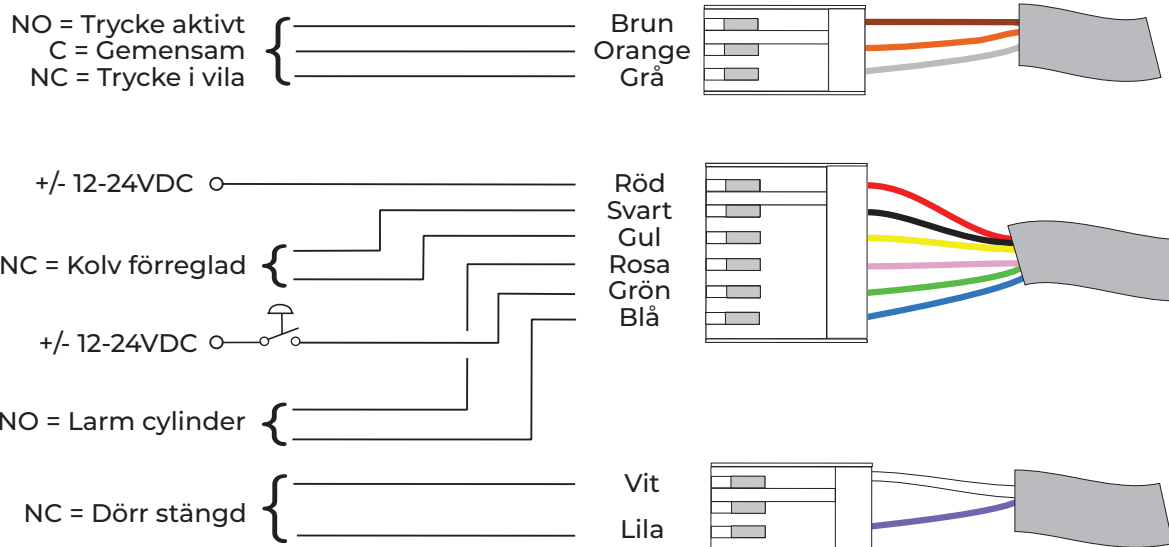 NO = Trycke aktivt
C = Gemensam
NC = Trycke i vila
Brun
Orange
Grå
+/- 12-24VDC
Röd
Svart
Gul
NC = Kolv förreglad
Rosa
Grön
Blå
+/- 12-24VDC
NO = Larm cylinder
NC = Dörr stängd
Vit
Lila